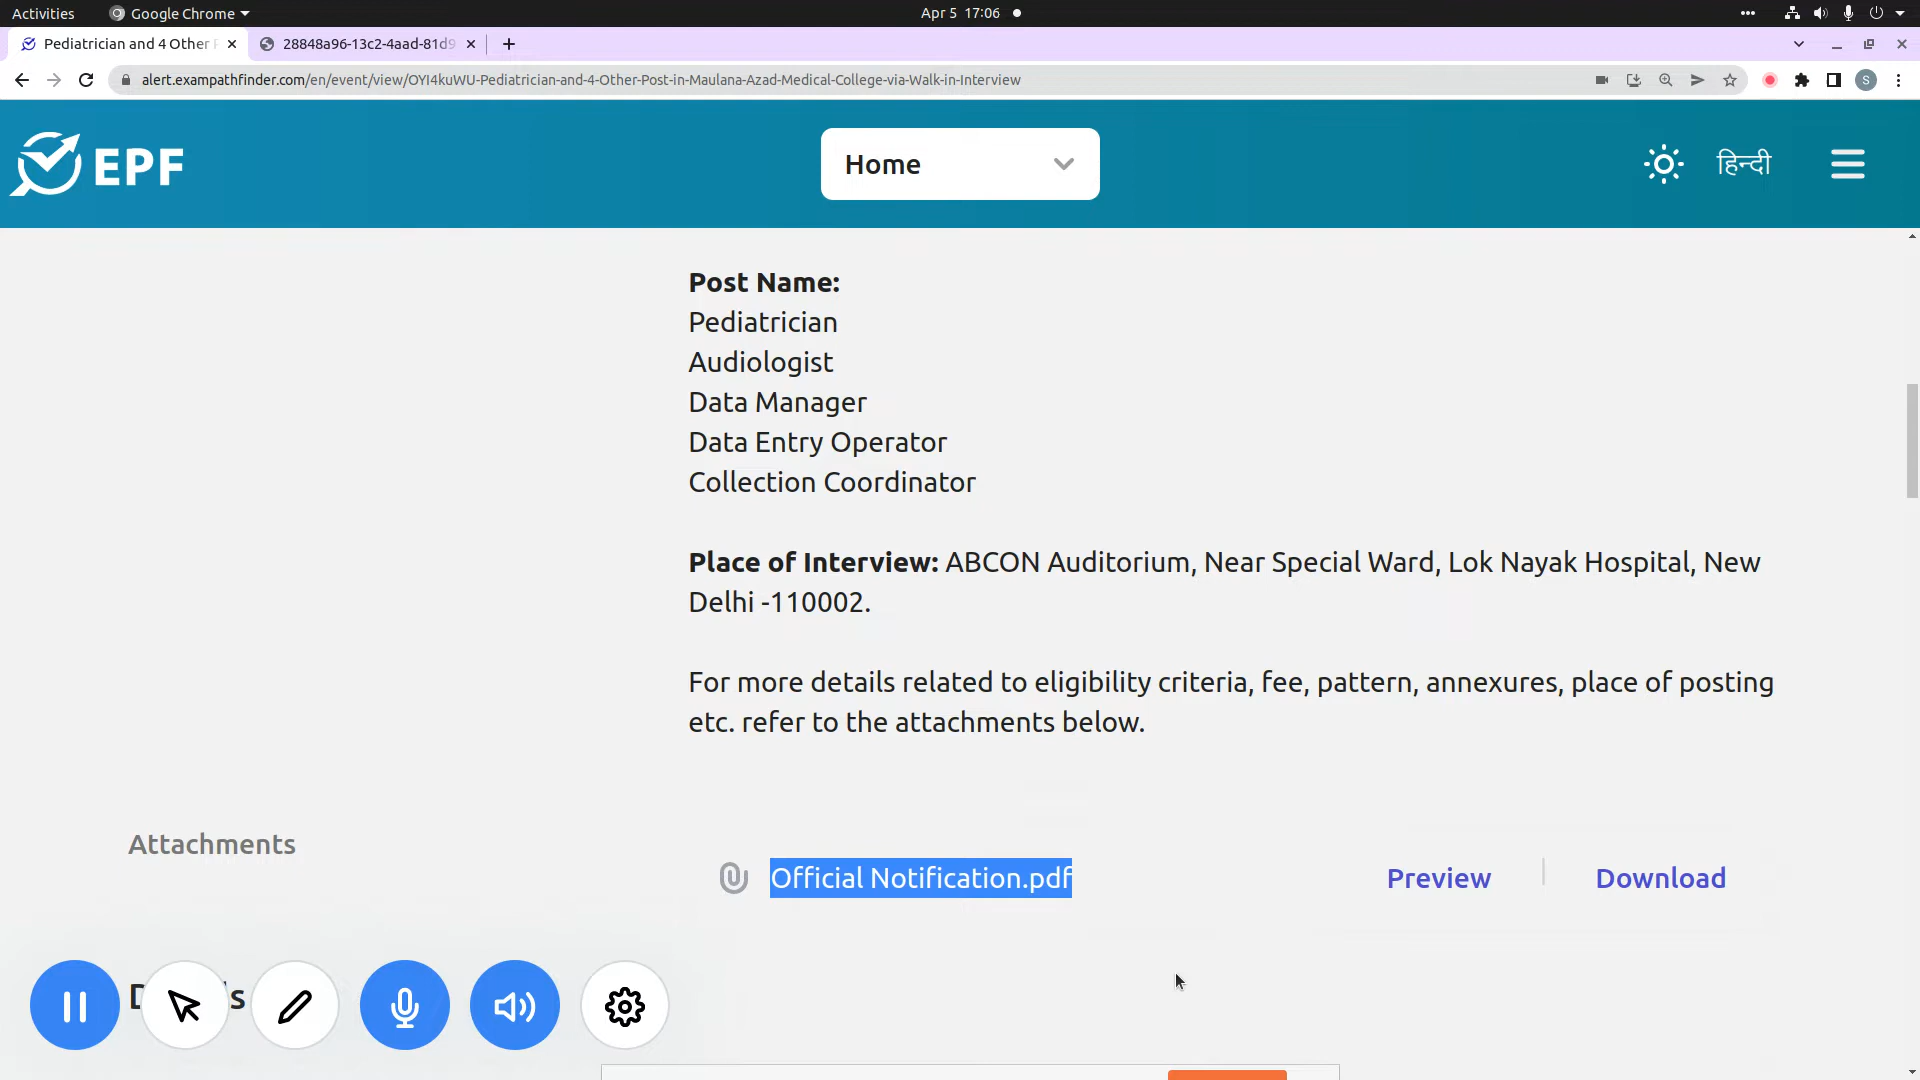 Activities
Google Chrome
Apr 5 17:06
Pediatrician and 4 Other P
28848a96-13c2-4aad-81d9
alert.exampathfinder.com/en/event/view/OYI4kuWU-Pediatrician-and-4-Other-Post-in-Maulana-Azad-Medical-College-via-Walk-in-Interview
S
EPF
Home
हिन्दी
Post Name:
Pediatrician
Audiologist
Data Manager
Data Entry Operator
Collection Coordinator
Place of Interview: ABCON Auditorium, Near Special Ward, Lok Nayak Hospital, New
Delhi -110002.
For more details related to eligibility criteria, fee, pattern, annexures, place of posting
etc. refer to the attachments below.
Attachments
Official Notification.pdf
Preview
Download